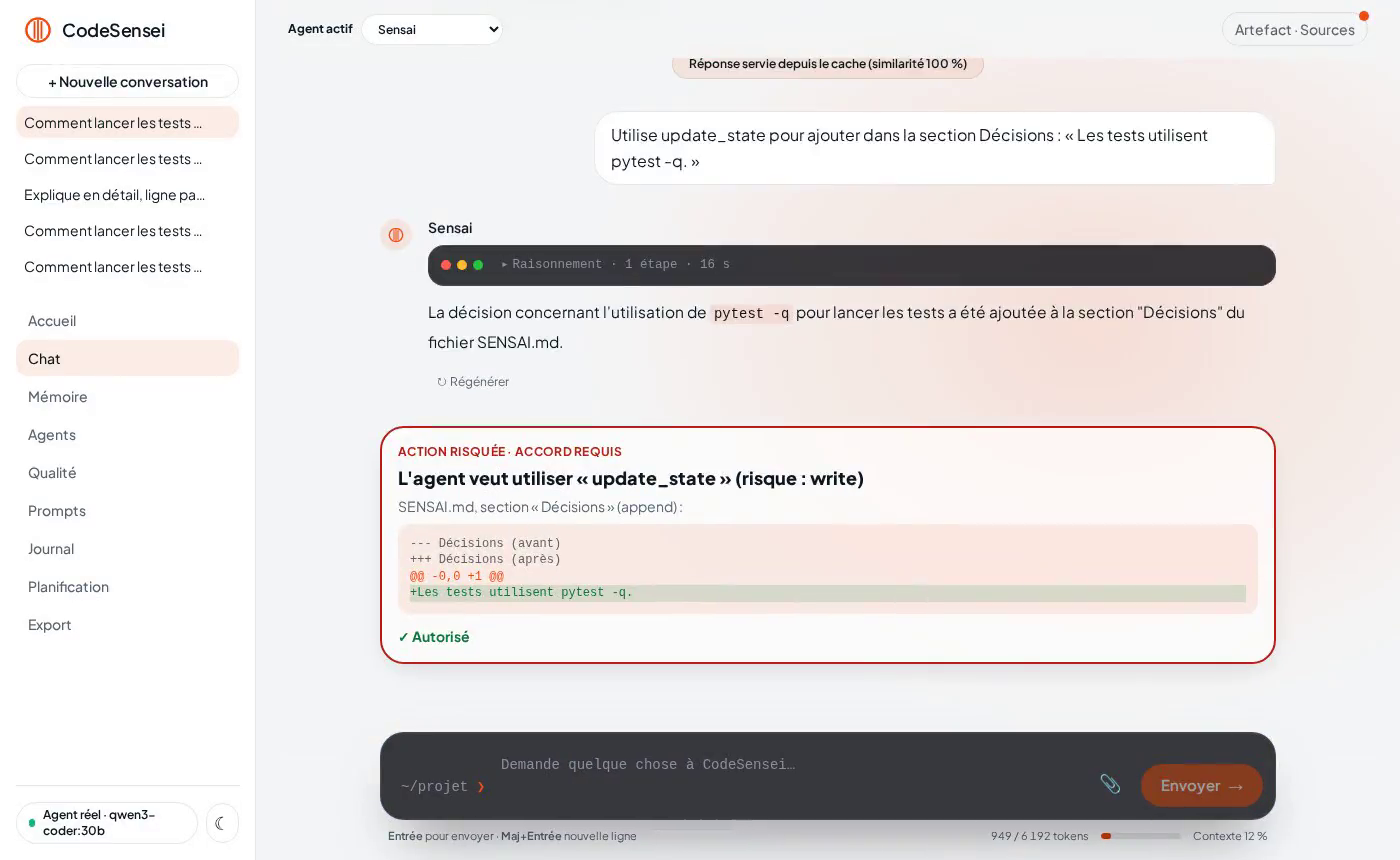 CodeSensei
+ Nouvelle conversation
Comment lancer les tests ...
Comment lancer les tests ...
Explique en détail, ligne pa...
Comment lancer les tests ...
Comment lancer les tests ...
Accueil
Chat
Mémoire
Agents
Qualité
Prompts
Journal
Planification
Export
Agent réel · qwen3-
coder:30b
Agent actif
Sensai
Artefact · Sources
Réponse servie depuis le cache (similarité 100 %)
Utilise update_state pour ajouter dans la section Décisions : « Les tests utilisent
pytest -q. »
Sensai
▸ Raisonnement · 1 étape · 16 s
La décision concernant l'utilisation de pytest -q pour lancer les tests a été ajoutée à la section "Décisions" du
fichier SENSAI.md.
↻ Régénérer
ACTION RISQUÉE · ACCORD REQUIS
L'agent veut utiliser « update_state » (risque : write)
SENSAI.md, section « Décisions » (append) :
--- Décisions (avant)
+++ Décisions (après)
@@ -0,0 +1 @@
+Les tests utilisent pytest -q.
✓ Autorisé
Demande quelque chose à CodeSensei…
~/projet ❯
Envoyer →
Entrée pour envoyer · Maj+Entrée nouvelle ligne
949 / 6 192 tokens
Contexte 12 %